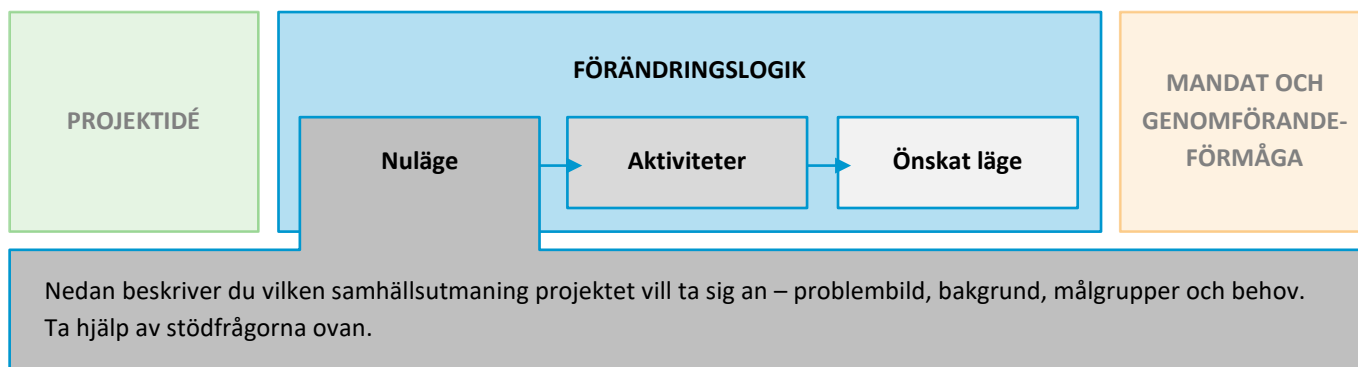 PROJEKTIDÉ
FÖRÄNDRINGSLOGIK
Nuläge
Aktiviteter
Önskat läge
MANDAT OCH
GENOMFÖRANDE-
FÖRMÅGA
Nedan beskriver du vilken samhällsutmaning projektet vill ta sig an – problembild, bakgrund, målgrupper och behov.
Ta hjälp av stödfrågorna ovan.